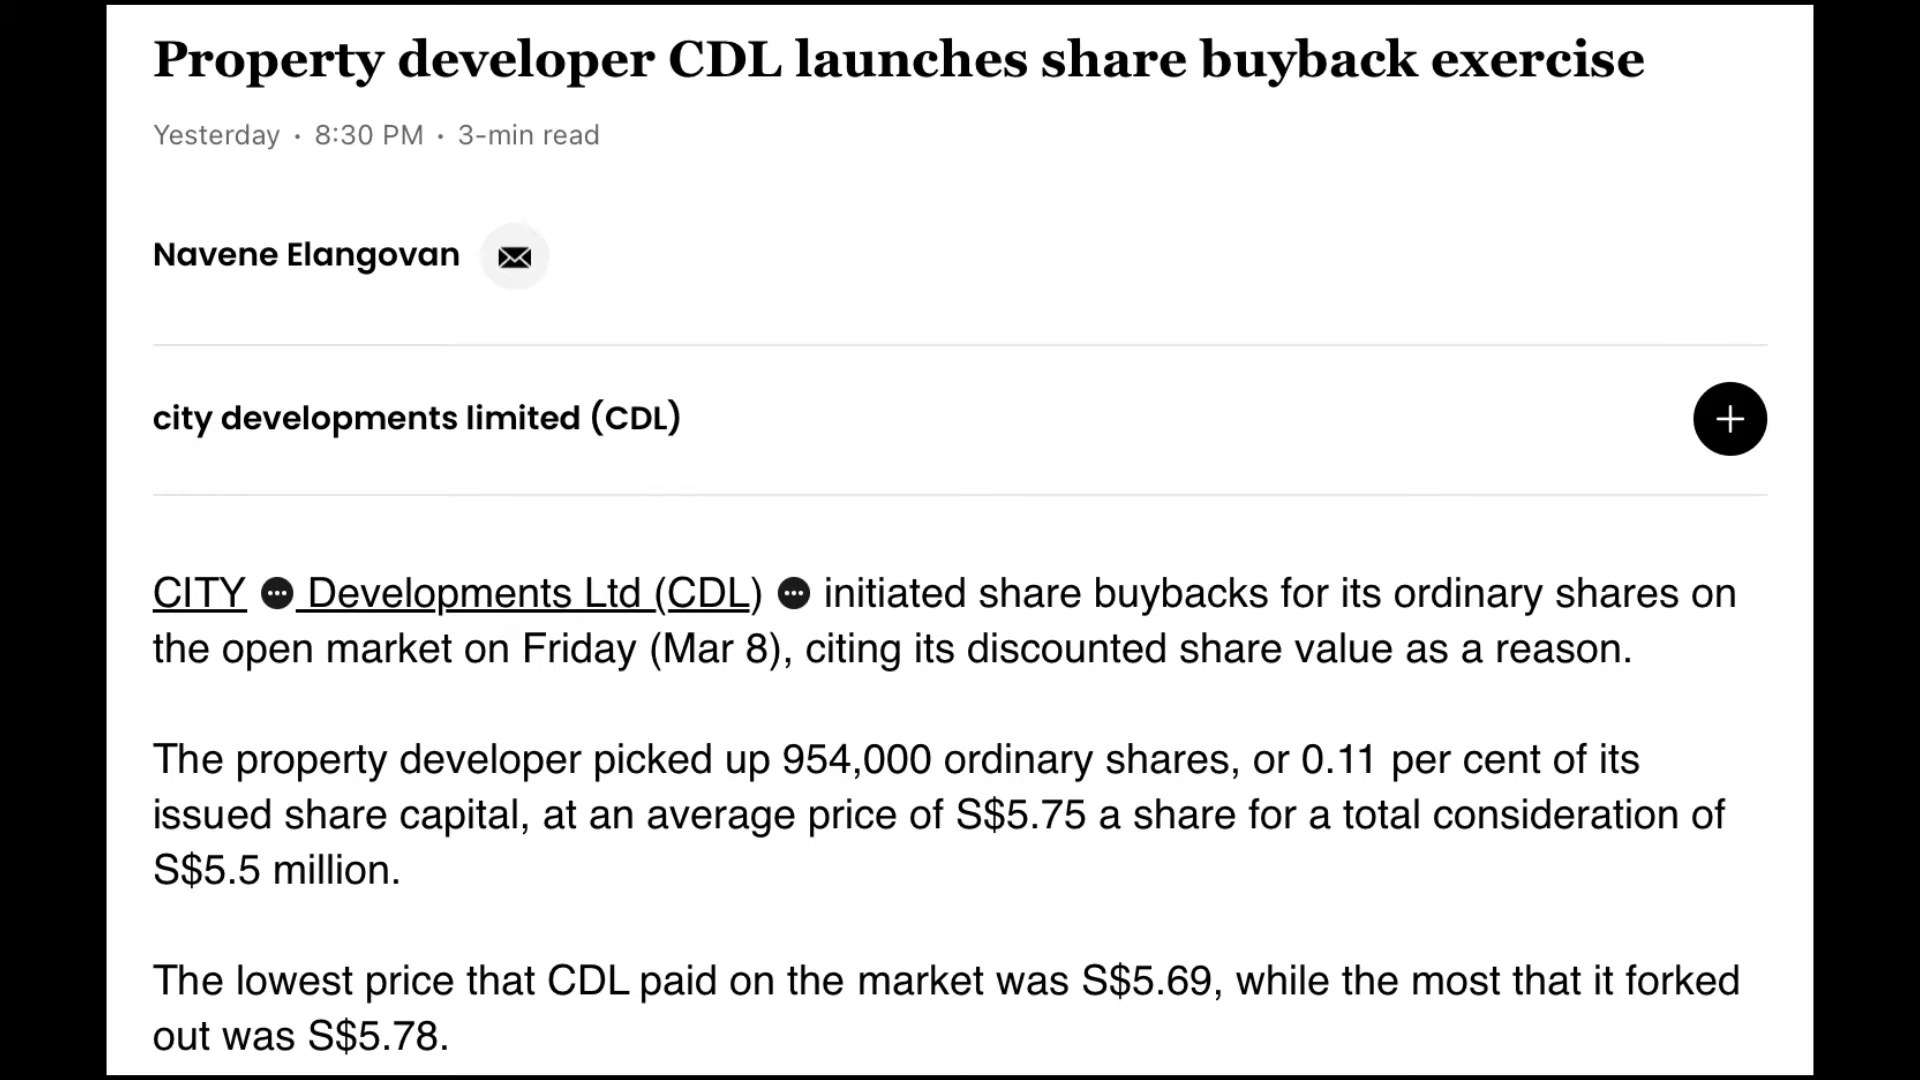 Property developer CDL launches share buyback exercise
Yesterday · 8:30 PM · 3-min read
Navene Elangovan
city developments limited (CDL)
CITY Developments Ltd (CDL) initiated share buybacks for its ordinary shares on
the open market on Friday (Mar 8), citing its discounted share value as a reason.
The property developer picked up 954,000 ordinary shares, or 0.11 per cent of its
issued share capital, at an average price of S$5.75 a share for a total consideration of
S$5.5 million.
The lowest price that CDL paid on the market was S$5.69, while the most that it forked
out was S$5.78.